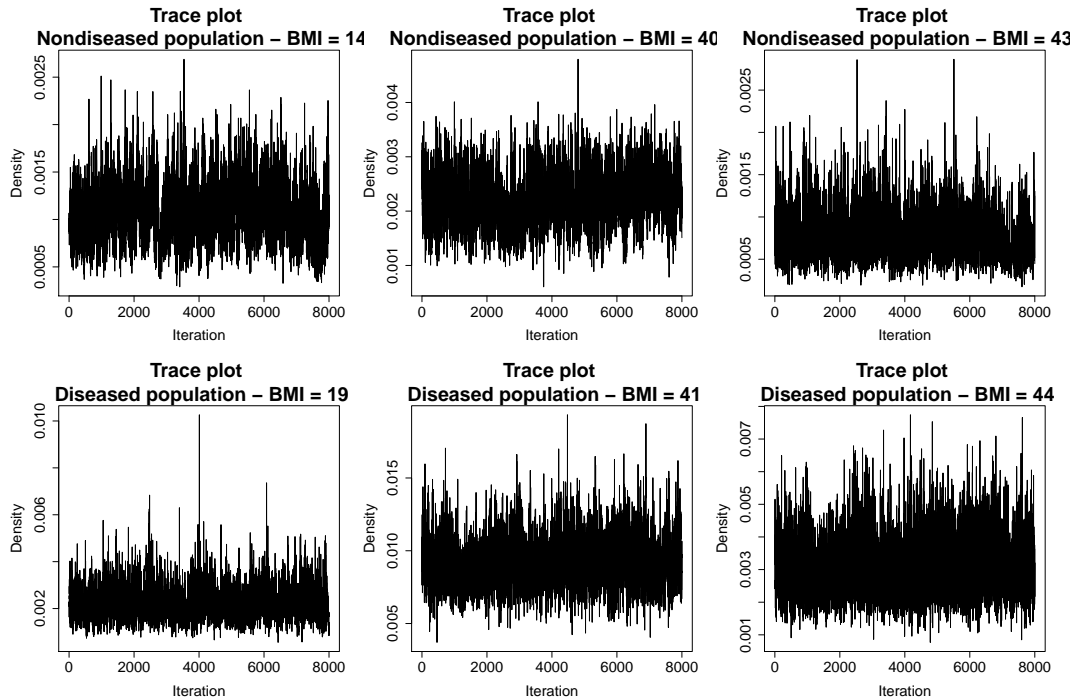 Trace plot
Nondiseased population − BMI = 14
Density
0.0005
0.0015
0.0025
0
2000
4000
6000
8000
Iteration
Trace plot
Nondiseased population − BMI = 40
Density
0.001
0.002
0.003
0.004
0
2000
4000
6000
8000
Iteration
Trace plot
Nondiseased population − BMI = 43
Density
0.0005
0.0015
0.0025
0
2000
4000
6000
8000
Iteration
Trace plot
Diseased population − BMI = 19
Density
0.002
0.006
0.010
0
2000
4000
6000
8000
Iteration
Trace plot
Diseased population − BMI = 41
Density
0.005
0.010
0.015
0
2000
4000
6000
8000
Iteration
Trace plot
Diseased population − BMI = 44
Density
0.001
0.003
0.005
0.007
0
2000
4000
6000
8000
Iteration